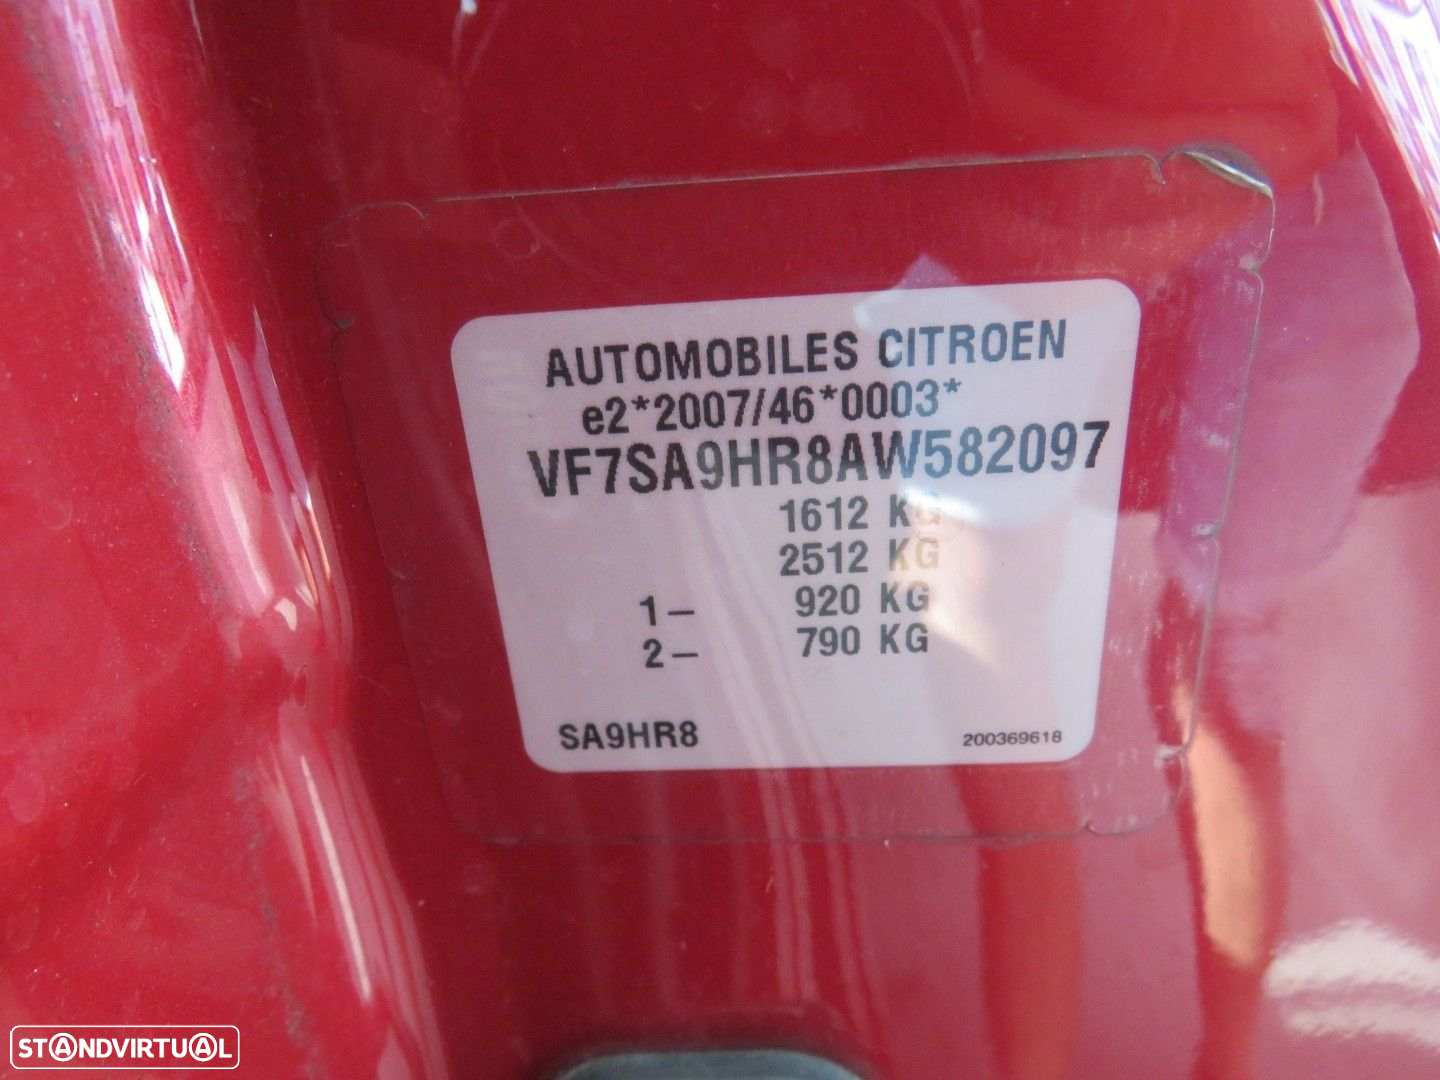 AUTOMOBILES CITROEN
e2*2007/46*0003*
VF7SA9HR8AW582097
1612 KG
2512 KG
1– 920 KG
2– 790 KG
SA9HR8 200369618
STANDVIRTUAL